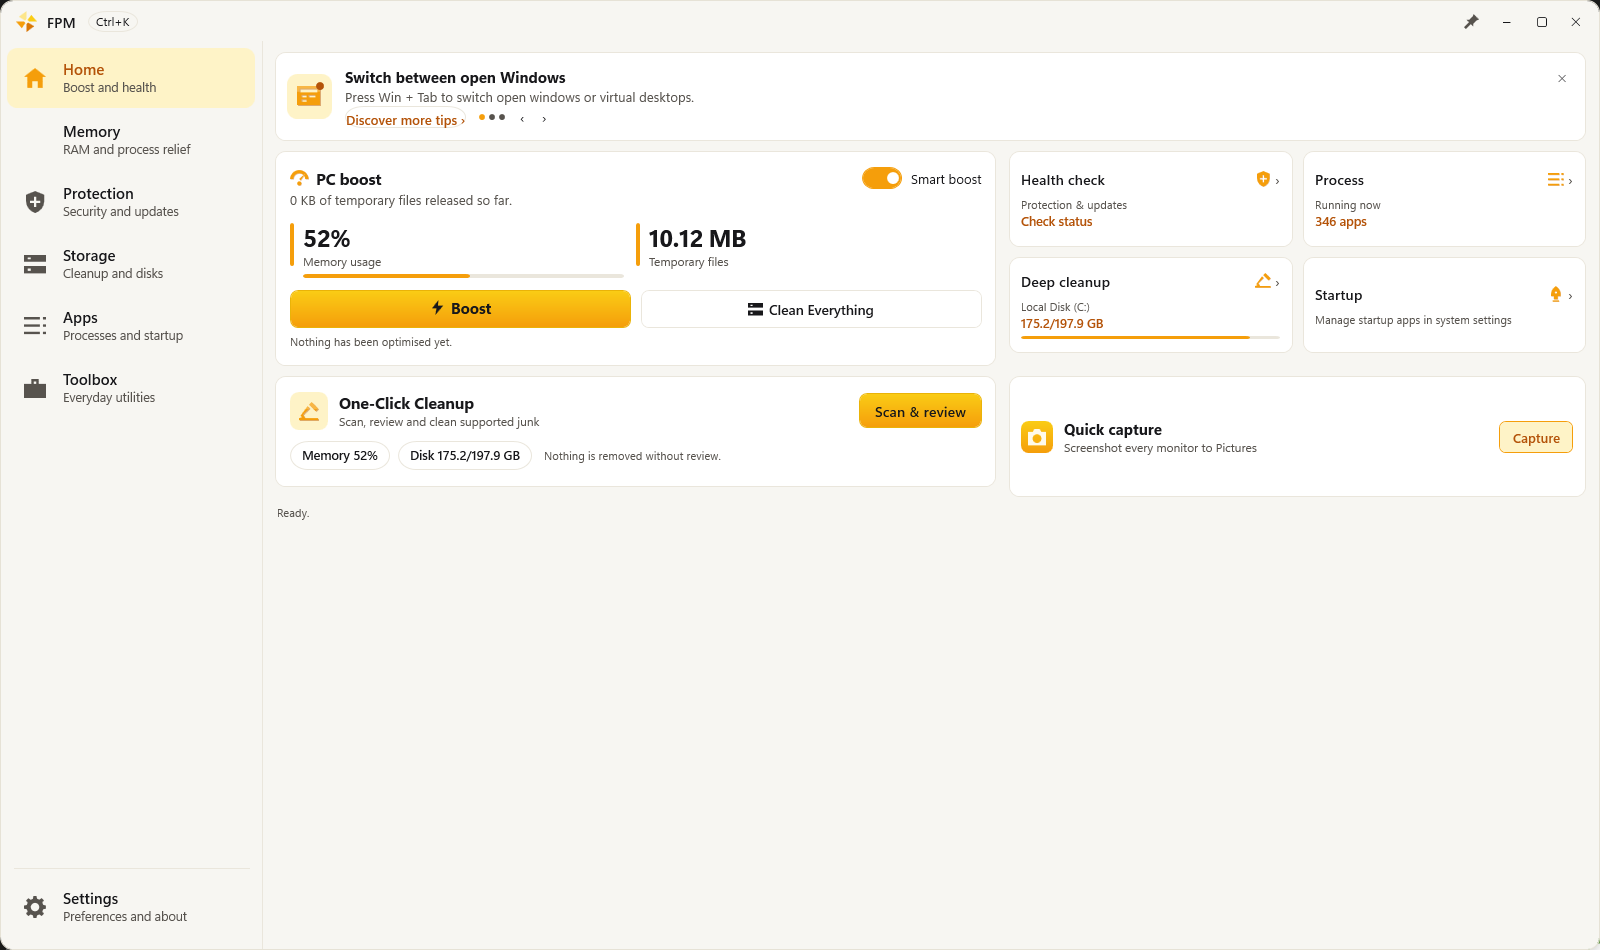 FPM
Ctrl+K
Home
Boost and health
Memory
RAM and process relief
Protection
Security and updates
Storage
Cleanup and disks
Apps
Processes and startup
Toolbox
Everyday utilities
Settings
Preferences and about
Switch between open Windows
Press Win + Tab to switch open windows or virtual desktops.
Discover more tips ›
PC boost
Smart boost
0 KB of temporary files released so far.
52%
Memory usage
10.12 MB
Temporary files
Boost
Clean Everything
Nothing has been optimised yet.
Health check
Protection & updates
Check status
Process
Running now
346 apps
Deep cleanup
Local Disk (C:)
175.2/197.9 GB
Startup
Manage startup apps in system settings
One-Click Cleanup
Scan, review and clean supported junk
Scan & review
Memory 52%
Disk 175.2/197.9 GB
Nothing is removed without review.
Quick capture
Screenshot every monitor to Pictures
Capture
Ready.